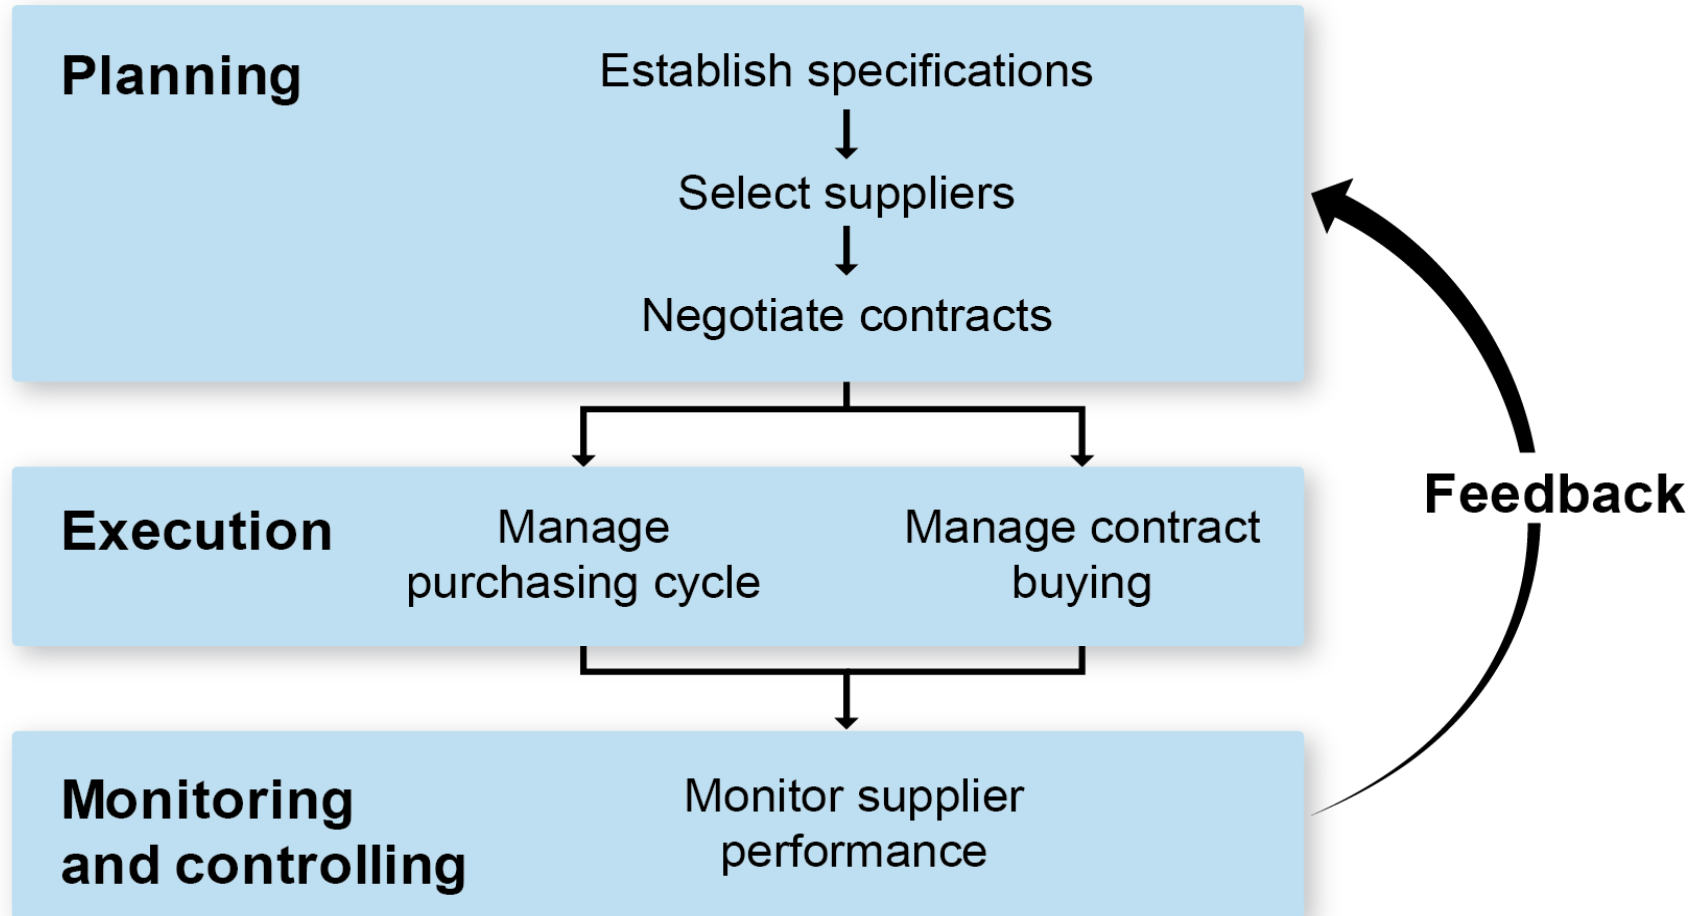 Planning
Establish specifications
Select suppliers
Negotiate contracts
Execution
Manage
purchasing cycle
Manage contract
buying
Feedback
Monitoring
and controlling
Monitor supplier
performance